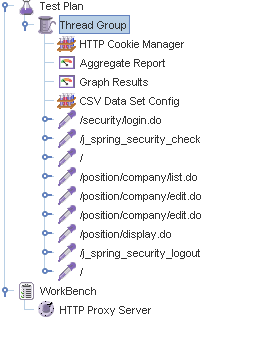 Test Plan
Thread Group
HTTP Cookie Manager
Aggregate Report
Graph Results
CSV Data Set Config
/security/login.do
/j_spring_security_check
/
/position/company/list.do
/position/company/edit.do
/position/company/edit.do
/position/display.do
/j_spring_security_logout
/
WorkBench
HTTP Proxy Server